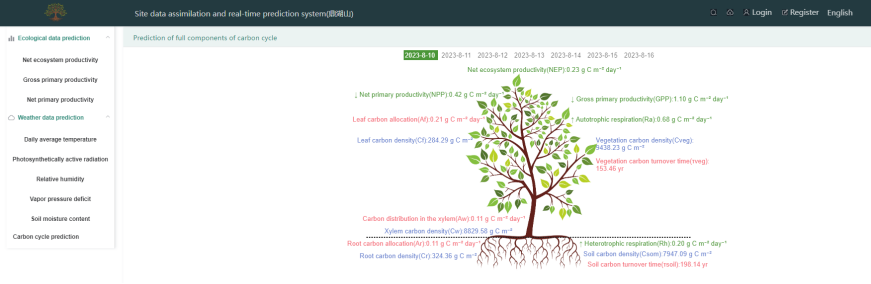 Site data assimilation and real-time prediction system(鼎湖山)
Login Register English
Ecological data prediction
Net ecosystem productivity
Gross primary productivity
Net primary productivity
Weather data prediction
Daily average temperature
Photosynthetically active radiation
Relative humidity
Vapor pressure deficit
Soil moisture content
Carbon cycle prediction
Prediction of full components of carbon cycle
2023-8-10 2023-8-11 2023-8-12 2023-8-13 2023-8-14 2023-8-15 2023-8-16
Net ecosystem productivity(NEP):0.23 g C m⁻² day⁻¹
↓ Net primary productivity(NPP):0.42 g C m⁻² day⁻¹
↓ Gross primary productivity(GPP):1.10 g C m⁻² day⁻¹
Leaf carbon allocation(Af):0.21 g C m⁻² day⁻¹
↑ Autotrophic respiration(Ra):0.68 g C m⁻² day⁻¹
Leaf carbon density(Cf):284.29 g C m⁻²
Vegetation carbon density(Cveg):
9438.23 g C m⁻²
Vegetation carbon turnover time(τveg):
153.46 yr
Carbon distribution in the xylem(Aw):0.11 g C m⁻² day⁻¹
Xylem carbon density(Cw):8829.58 g C m⁻²
Root carbon allocation(Ar):0.11 g C m⁻² day⁻¹
↑ Heterotrophic respiration(Rh):0.20 g C m⁻² day⁻¹
Root carbon density(Cr):324.36 g C m⁻²
Soil carbon density(Csom):7947.09 g C m⁻²
Soil carbon turnover time(τsoil):198.14 yr